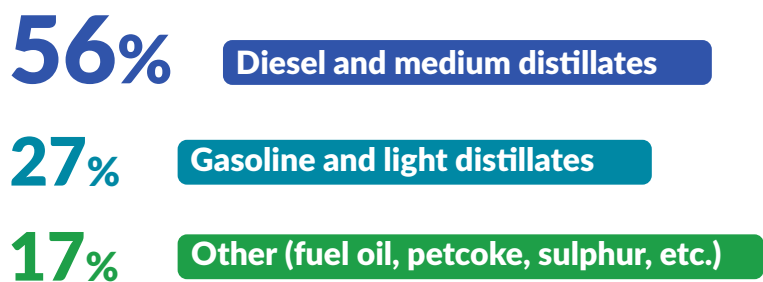 56% Diesel and medium distillates
27% Gasoline and light distillates
17% Other (fuel oil, petcoke, sulphur, etc.)